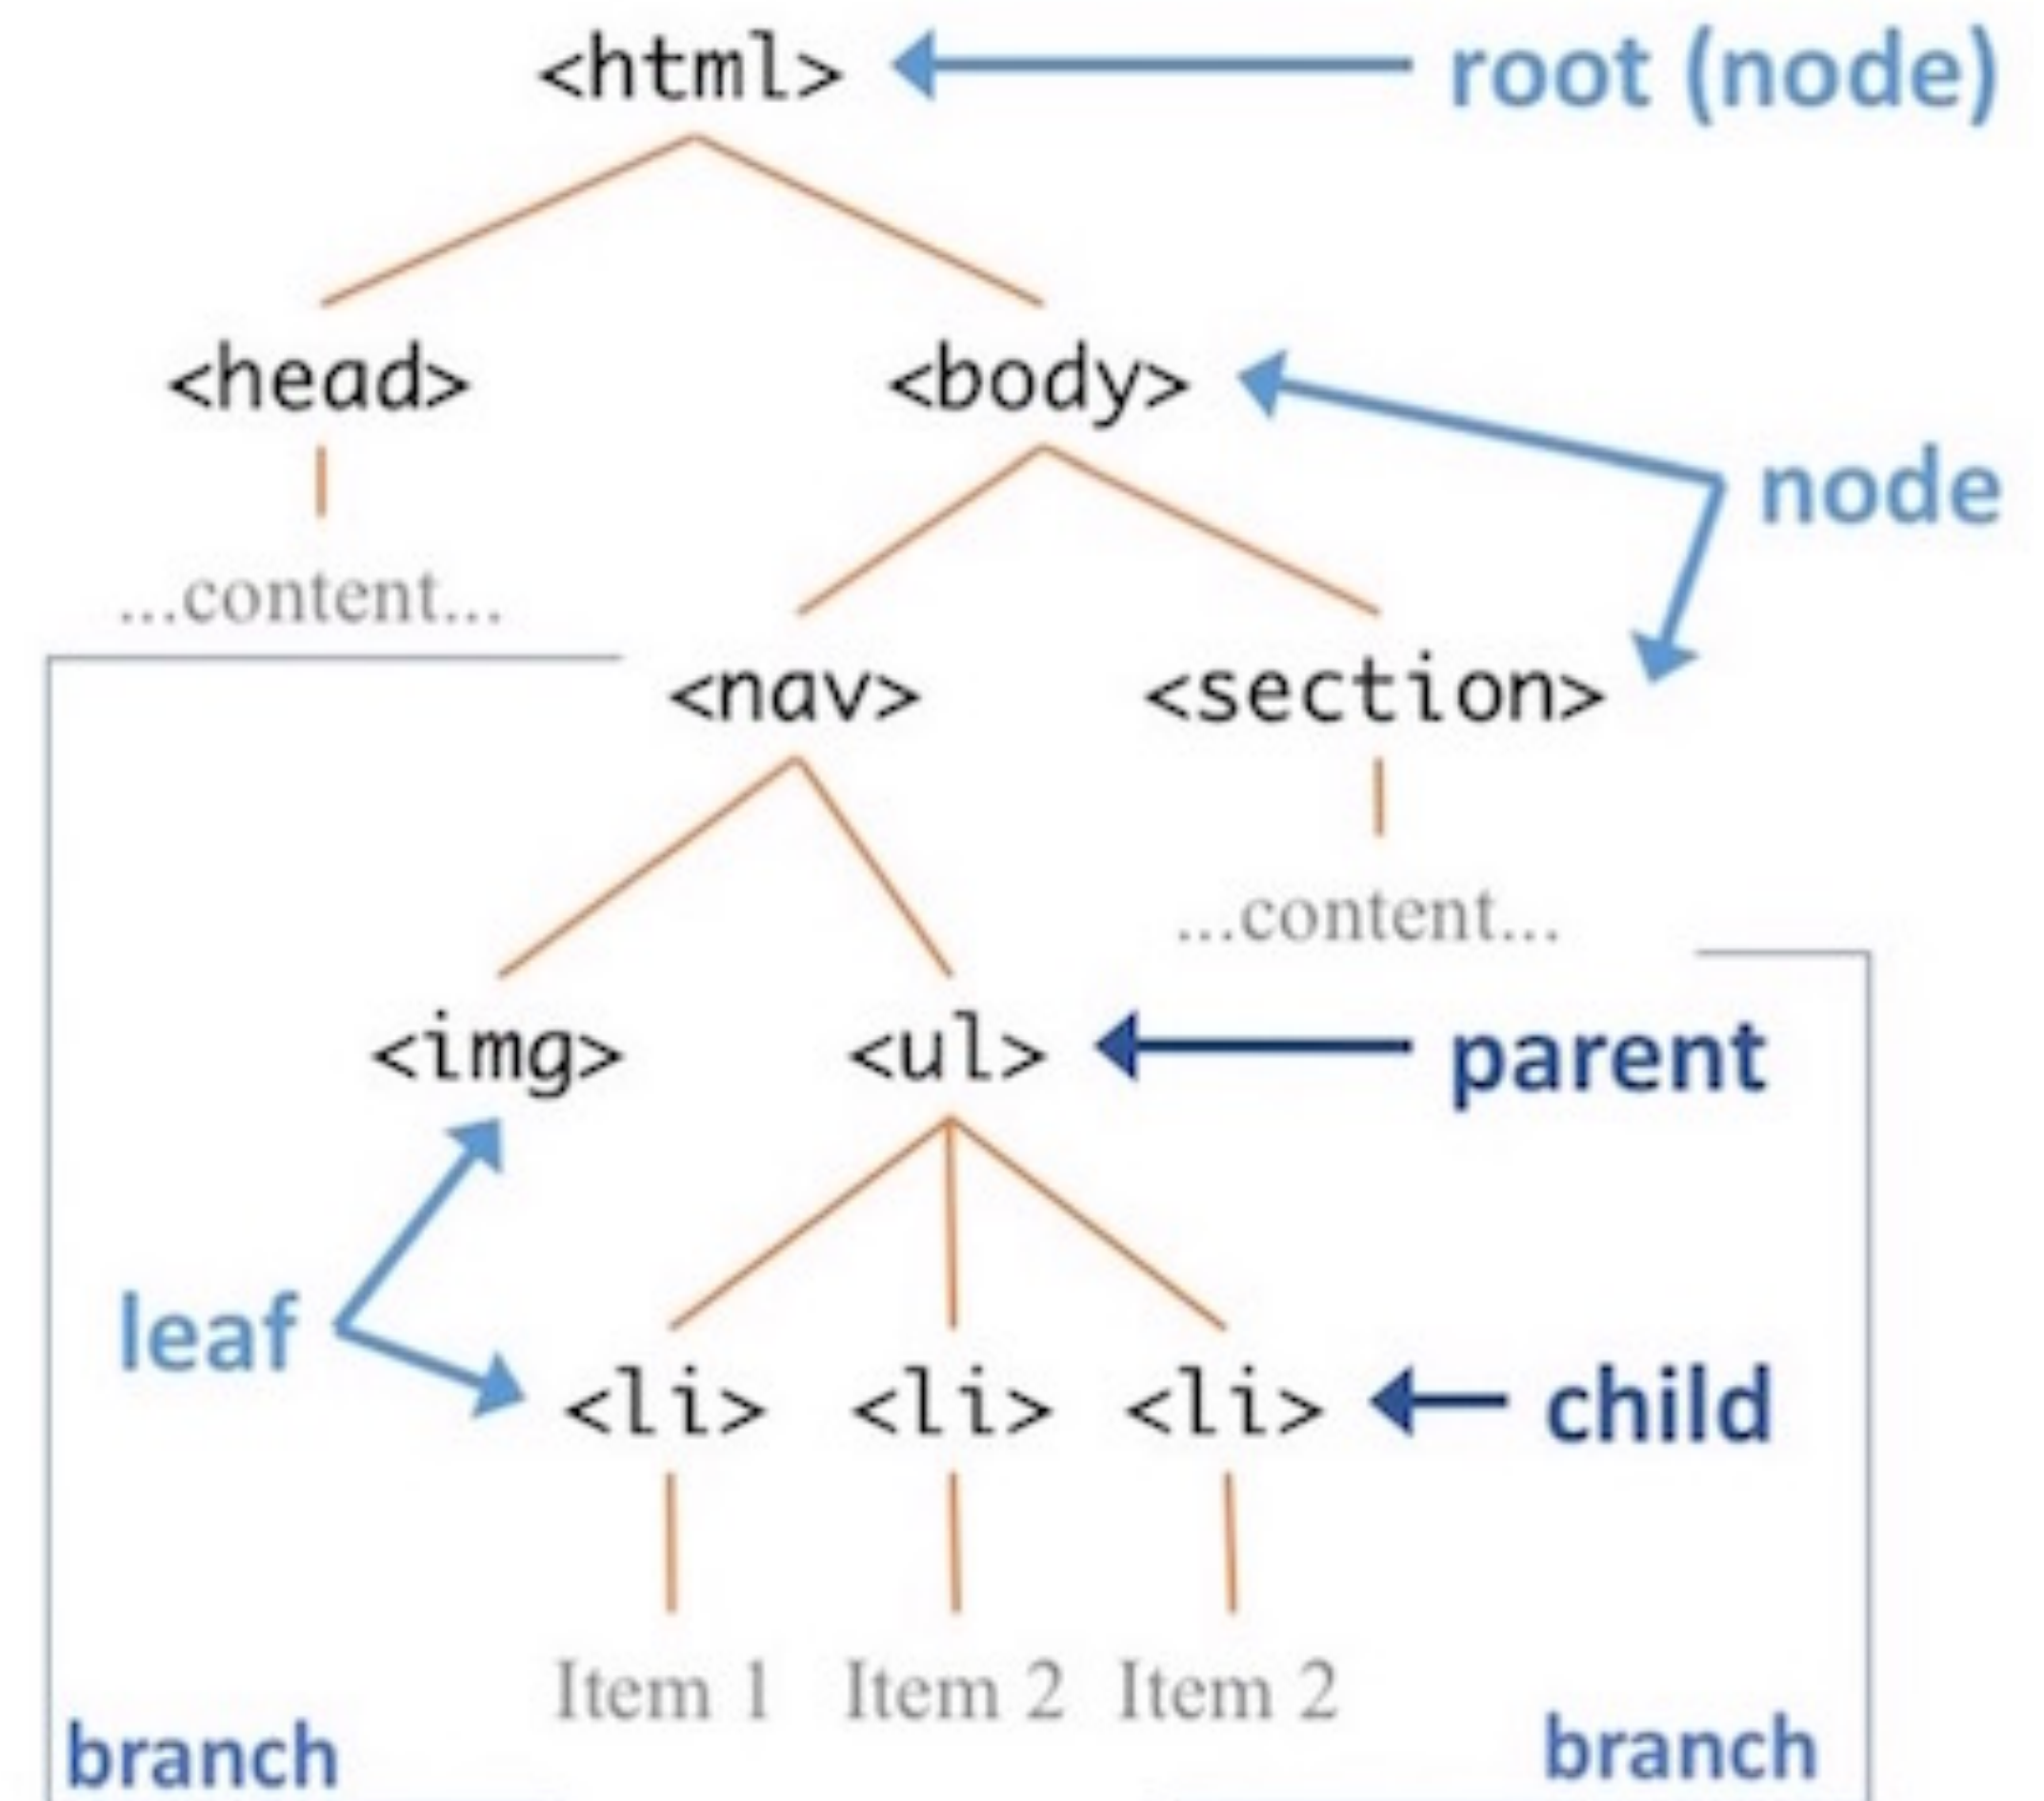 <html> root (node)
<head> <body>
node
...content...
<nav> <section>
...content...
<img> <ul> parent
leaf
<li> <li> <li> child
Item 1 Item 2 Item 2
branch branch